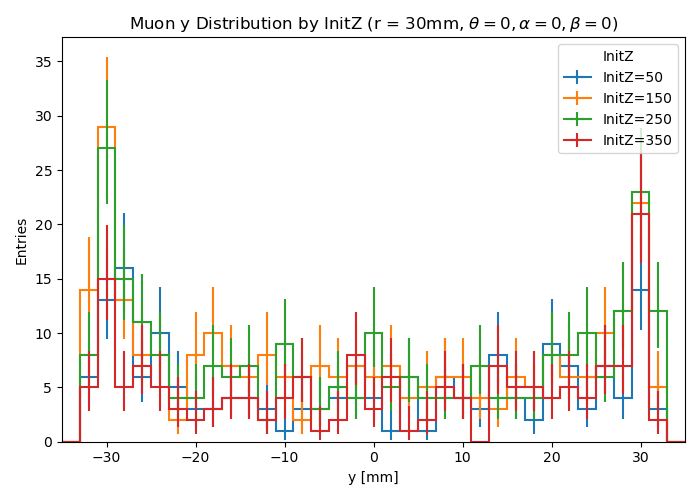 Muon y Distribution by InitZ (r = 30mm, θ = 0, α = 0, β = 0)
InitZ
InitZ=50
InitZ=150
InitZ=250
InitZ=350
Entries
35
30
25
20
15
10
5
0
−30 −20 −10 0 10 20 30
y [mm]